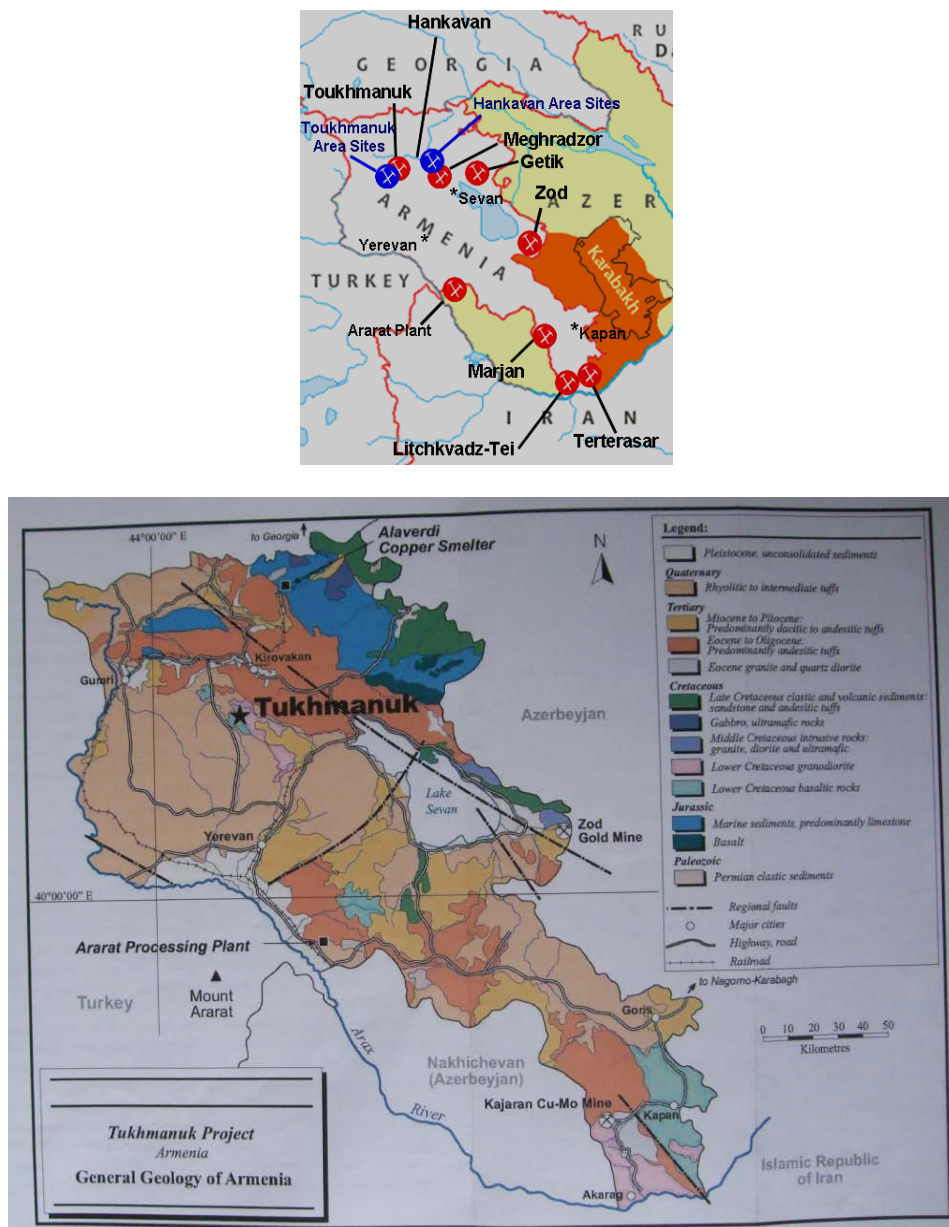 Hankavan
R U
D
G E O R G I A
Toukhmanuk
Hankavan Area Sites
Toukhmanuk
Area Sites
Meghradzor
Getik
*Sevan
Zod
A Z E R
A R M E N I A
Yerevan *
Karabakh
T U R K E Y
Ararat Plant
*Kapan
Marjan
I R A N
Litchkvadz-Tei
Terterasar
44°00'00" E
to Georgia
Alaverdi
Copper Smelter
N
Kirovakan
Gumri
Tukhmanuk
Azerbeyjan
Lake
Sevan
Yerevan
Zod
Gold Mine
40°00'00" E
Ararat Processing Plant
Turkey
Mount
Ararat
Arax
River
Nakhichevan
(Azerbeyjan)
to Nagorno-Karabagh
Goris
Kajaran Cu-Mo Mine
Kapan
Akarag
Islamic Republic
of Iran
Legend:
Pleistocene, unconsolidated sediments
Quaternary
Rhyolitic to intermediate tuffs
Tertiary
Miocene to Pliocene:
Predominantly dacitic to andesitic tuffs
Eocene to Oligocene:
Predominantly andesitic tuffs
Eocene granite and quartz diorite
Cretaceous
Late Cretaceous clastic and volcanic sediments:
sandstone and andesitic tuffs
Gabbro, ultramafic rocks
Middle Cretaceous intrusive rocks:
granite, diorite and ultramafic
Lower Cretaceous granodiorite
Lower Cretaceous basaltic rocks
Jurassic
Marine sediments, predominantly limestone
Basalt
Paleozoic
Permian clastic sediments
Regional faults
Major cities
Highway, road
Railroad
0 10 20 30 40 50
Kilometres
Tukhmanuk Project
Armenia
General Geology of Armenia